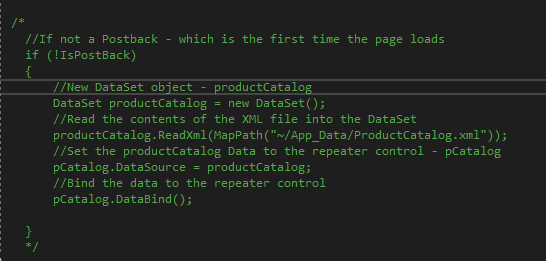 /*
//If not a Postback - which is the first time the page loads
if (!IsPostBack)
{
//New DataSet object - productCatalog
DataSet productCatalog = new DataSet();
//Read the contents of the XML file into the DataSet
productCatalog.ReadXml(MapPath("~/App_Data/ProductCatalog.xml"));
//Set the productCatalog Data to the repeater control - pCatalog
pCatalog.DataSource = productCatalog;
//Bind the data to the repeater control
pCatalog.DataBind();
}
*/